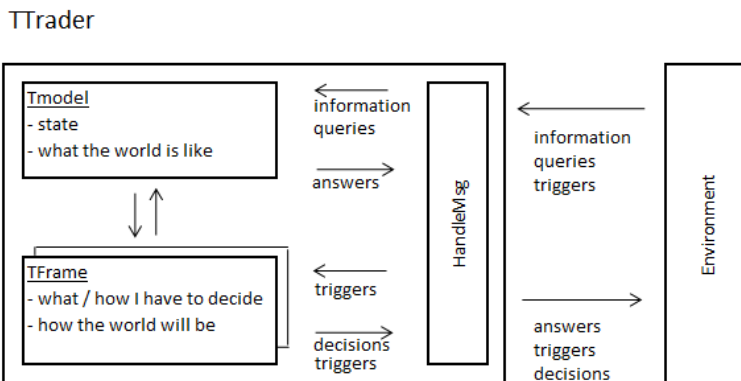 TTrader
Tmodel
- state
- what the world is like
information
queries
answers
TFrame
- what / how I have to decide
- how the world will be
triggers
decisions
triggers
HandleMsg
information
queries
triggers
answers
triggers
decisions
Environment